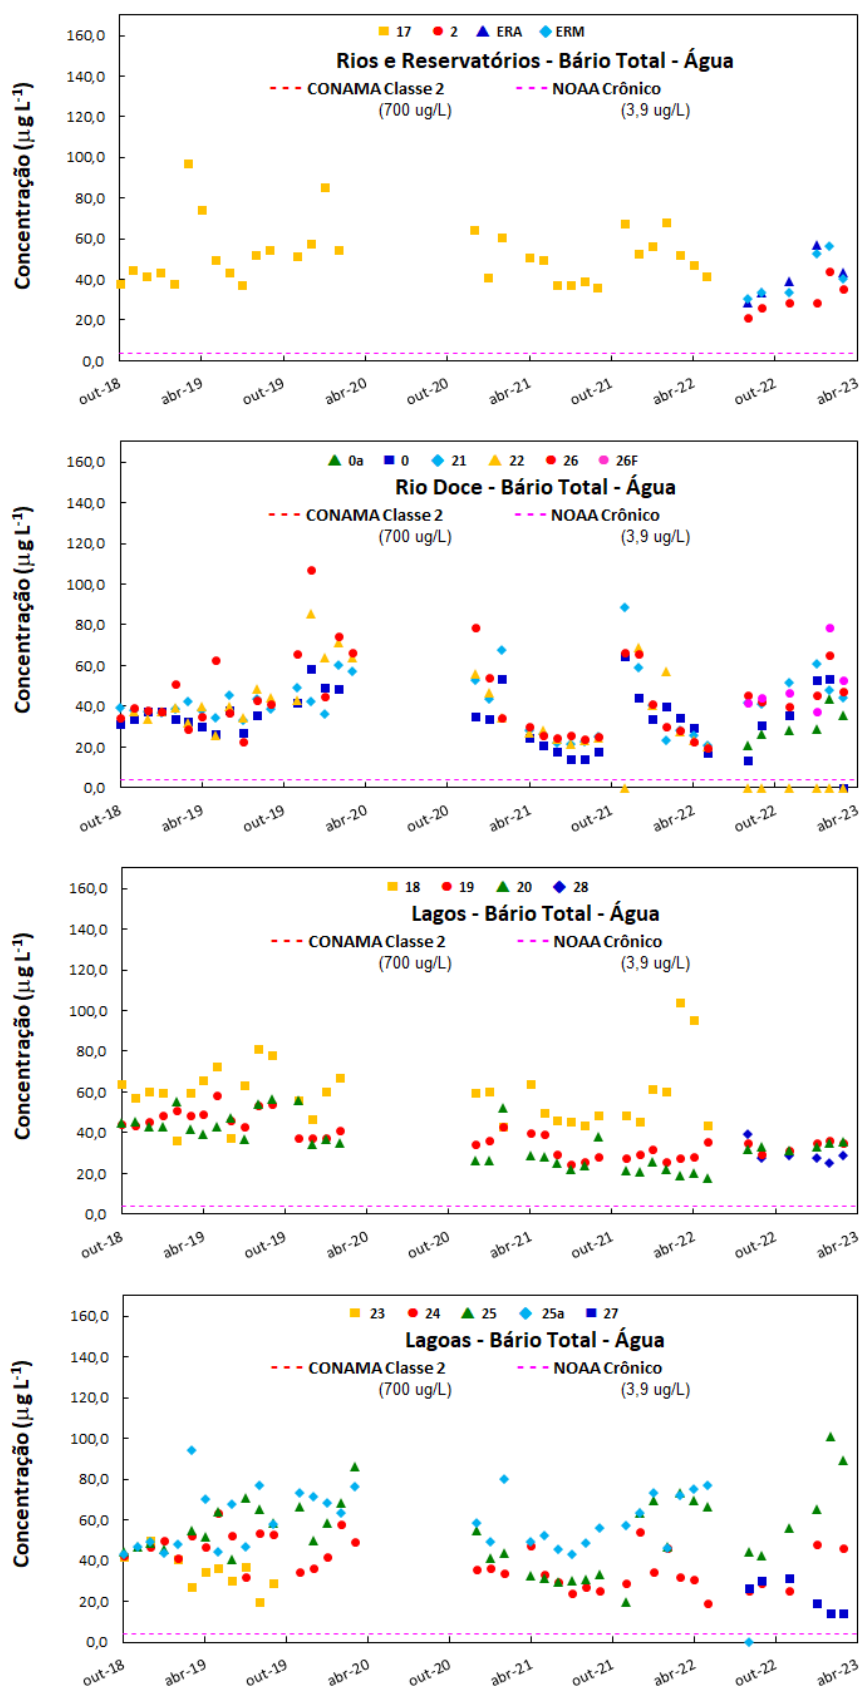 17 2 ERA ERM
Rios e Reservatórios - Bário Total - Água
CONAMA Classe 2 NOAA Crônico
(700 ug/L) (3,9 ug/L)
Concentração (µg L-1)
160,0
140,0
120,0
100,0
80,0
60,0
40,0
20,0
0,0
out-18 abr-19 out-19 abr-20 out-20 abr-21 out-21 abr-22 out-22 abr-23
0a 0 21 22 26 26F
Rio Doce - Bário Total - Água
CONAMA Classe 2 NOAA Crônico
(700 ug/L) (3,9 ug/L)
Concentração (µg L-1)
160,0
140,0
120,0
100,0
80,0
60,0
40,0
20,0
0,0
out-18 abr-19 out-19 abr-20 out-20 abr-21 out-21 abr-22 out-22 abr-23
18 19 20 28
Lagos - Bário Total - Água
CONAMA Classe 2 NOAA Crônico
(700 ug/L) (3,9 ug/L)
Concentração (µg L-1)
160,0
140,0
120,0
100,0
80,0
60,0
40,0
20,0
0,0
out-18 abr-19 out-19 abr-20 out-20 abr-21 out-21 abr-22 out-22 abr-23
23 24 25 25a 27
Lagoas - Bário Total - Água
CONAMA Classe 2 NOAA Crônico
(700 ug/L) (3,9 ug/L)
Concentração (µg L-1)
160,0
140,0
120,0
100,0
80,0
60,0
40,0
20,0
0,0
out-18 abr-19 out-19 abr-20 out-20 abr-21 out-21 abr-22 out-22 abr-23